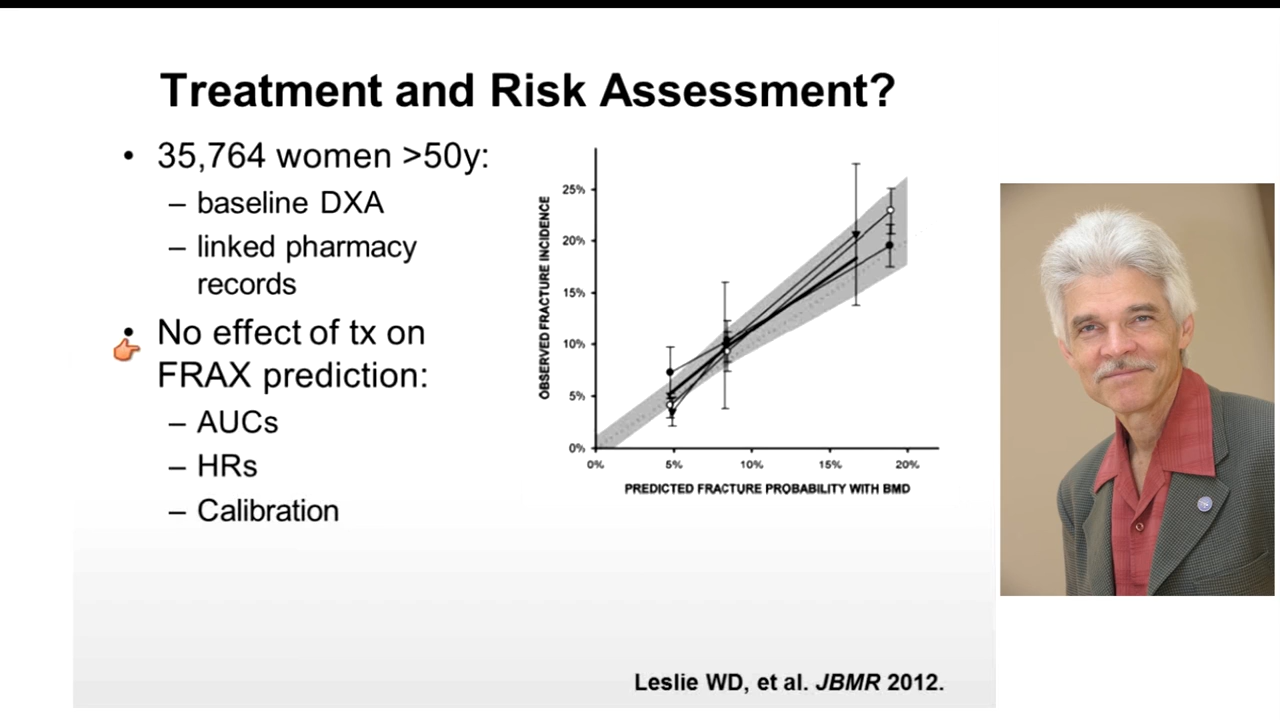 Treatment and Risk Assessment?
• 35,764 women >50y:
– baseline DXA
– linked pharmacy
records
• No effect of tx on
FRAX prediction:
– AUCs
– HRs
– Calibration
OBSERVED FRACTURE INCIDENCE
25%
20%
15%
10%
5%
0%
0% 5% 10% 15% 20%
PREDICTED FRACTURE PROBABILITY WITH BMD
Leslie WD, et al. JBMR 2012.